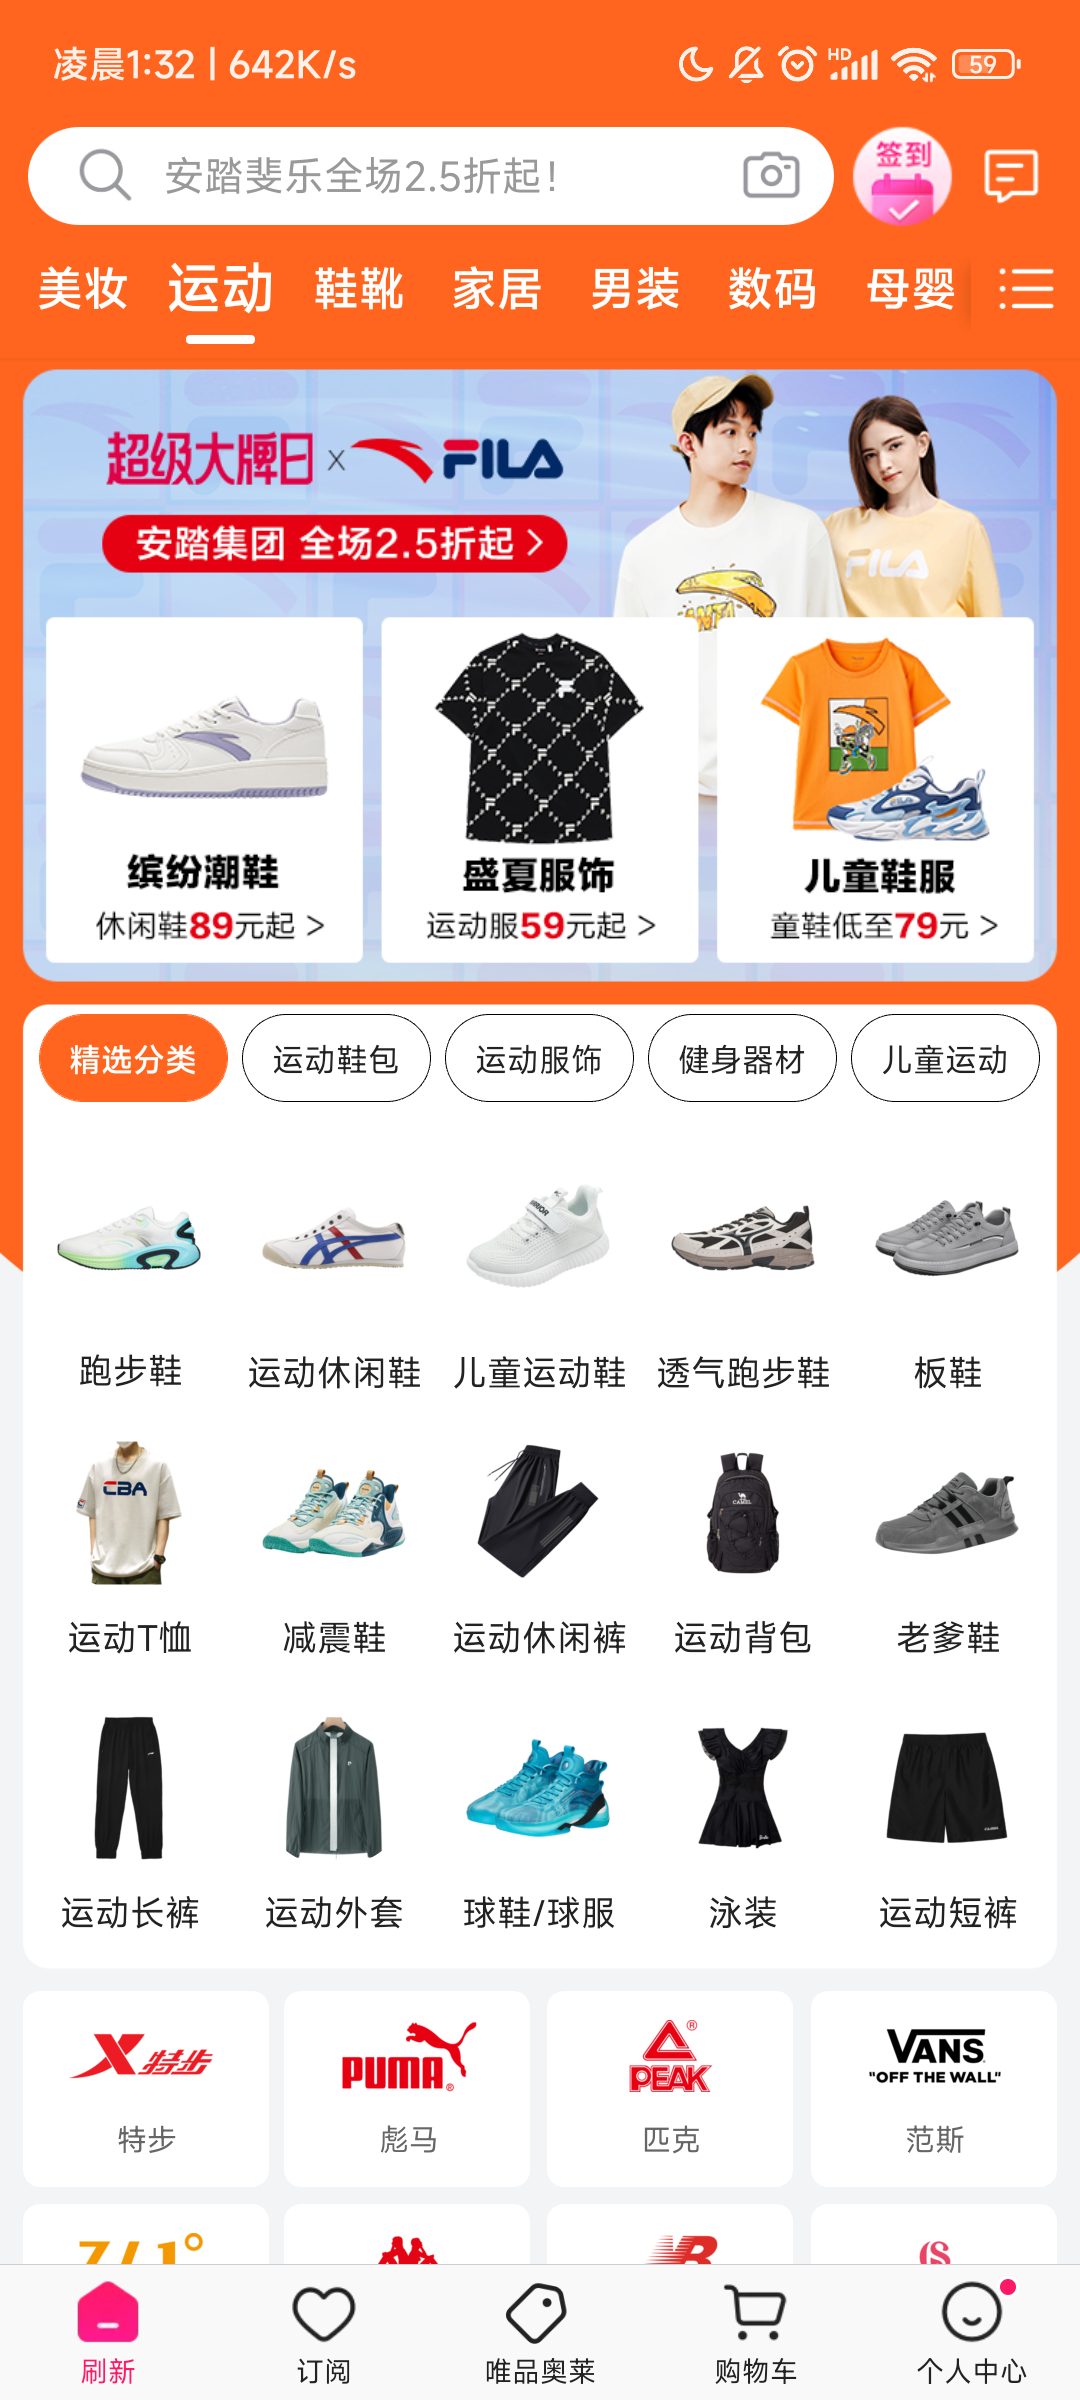 凌晨1:32 | 642K/s
HD
59
安踏斐乐全场2.5折起!
签到
美妆 运动 鞋靴 家居 男装 数码 母婴
超级大牌日 x FILA
安踏集团 全场2.5折起 >
FILA
ANTA
缤纷潮鞋
休闲鞋89元起 >
盛夏服饰
运动服59元起 >
儿童鞋服
童鞋低至79元 >
精选分类 运动鞋包 运动服饰 健身器材 儿童运动
跑步鞋 运动休闲鞋 儿童运动鞋 透气跑步鞋 板鞋
CBA
CAMEL
运动T恤 减震鞋 运动休闲裤 运动背包 老爹鞋
运动长裤 运动外套 球鞋/球服 泳装 运动短裤
X特步
特步
PUMA®
彪马
PEAK®
匹克
VANS
"OFF THE WALL"
范斯
刷新 订阅 唯品奥莱 购物车 个人中心